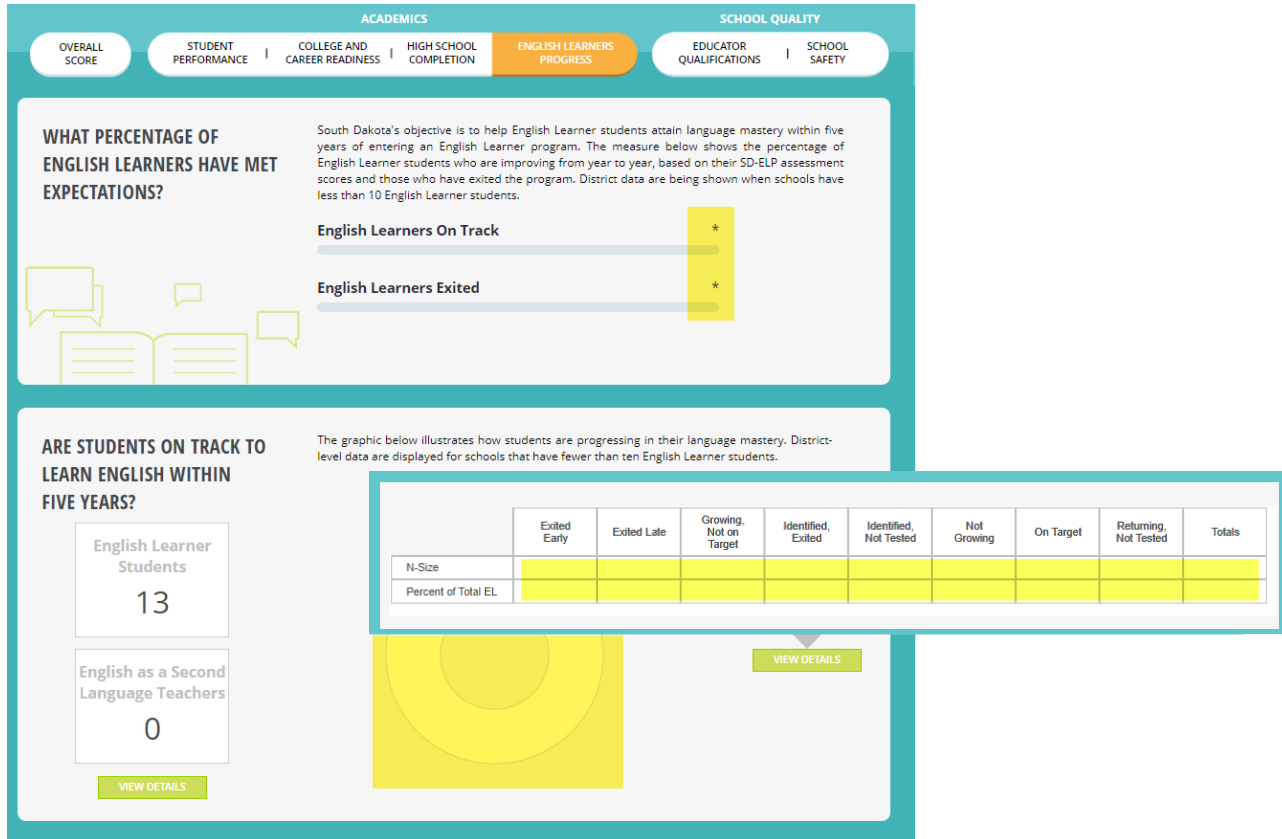 ACADEMICS
SCHOOL QUALITY
OVERALL
SCORE
STUDENT
PERFORMANCE
COLLEGE AND
CAREER READINESS
HIGH SCHOOL
COMPLETION
ENGLISH LEARNERS
PROGRESS
EDUCATOR
QUALIFICATIONS
SCHOOL
SAFETY
WHAT PERCENTAGE OF
ENGLISH LEARNERS HAVE MET
EXPECTATIONS?
South Dakota's objective is to help English Learner students attain language mastery within five
years of entering an English Learner program. The measure below shows the percentage of
English Learner students who are improving from year to year, based on their SD-ELP assessment
scores and those who have exited the program. District data are being shown when schools have
less than 10 English Learner students.
English Learners On Track *
English Learners Exited *
ARE STUDENTS ON TRACK TO
LEARN ENGLISH WITHIN
FIVE YEARS?
The graphic below illustrates how students are progressing in their language mastery. District-
level data are displayed for schools that have fewer than ten English Learner students.
English Learner
Students
13
English as a Second
Language Teachers
0
VIEW DETAILS
Exited
Early
Exited Late
Growing,
Not on
Target
Identified,
Exited
Identified,
Not Tested
Not
Growing
On Target
Returning,
Not Tested
Totals
N-Size
Percent of Total EL
VIEW DETAILS